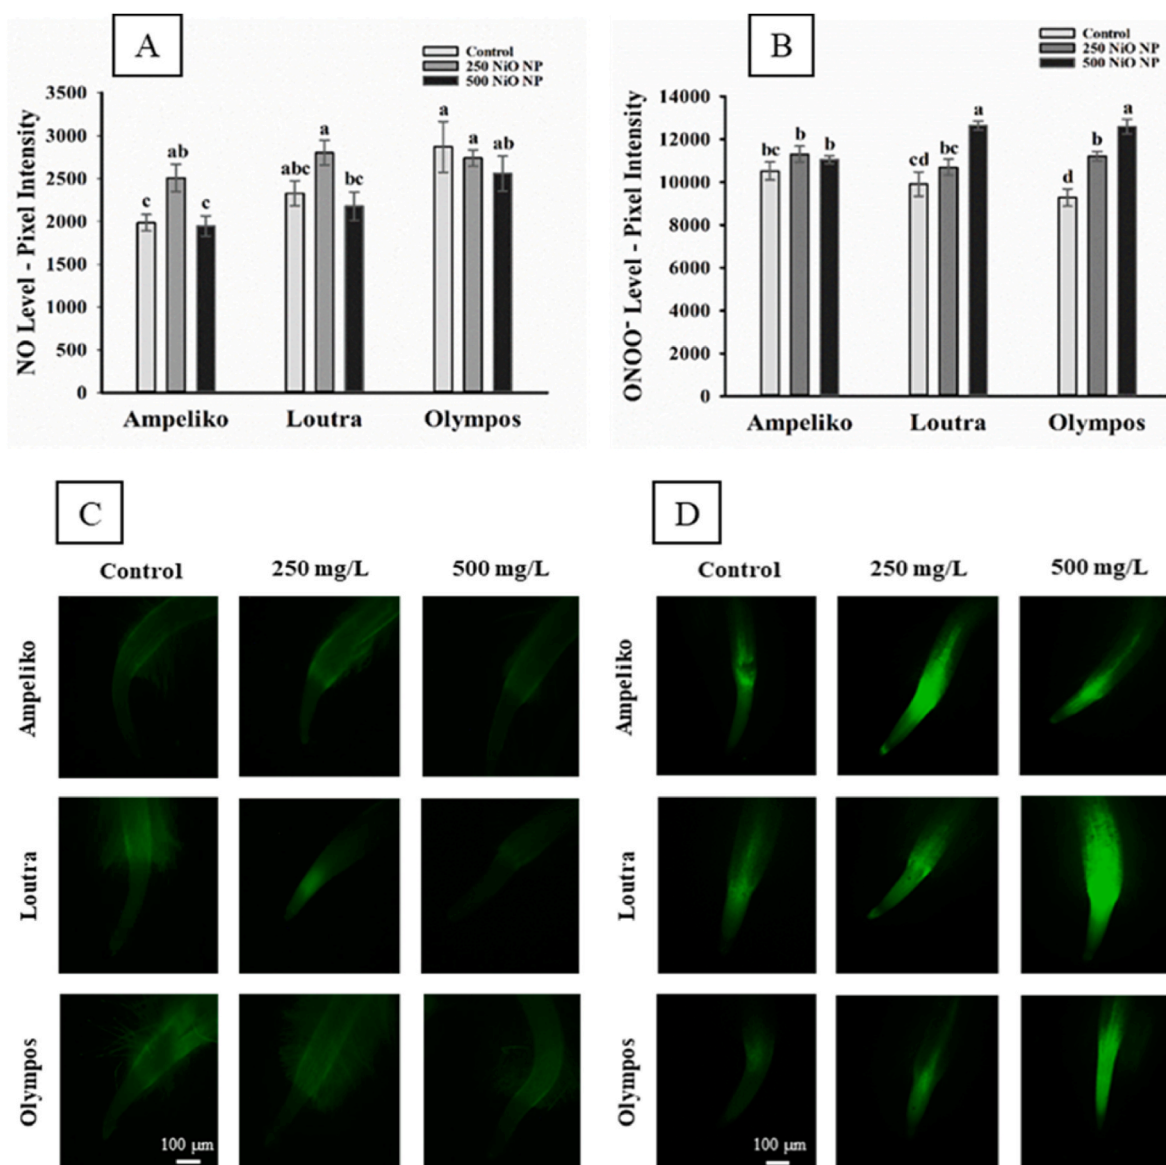 A
Control
250 NiO NP
500 NiO NP
NO Level - Pixel Intensity
3500
3000
2500
2000
1500
1000
500
0
c
ab
c
abc
a
bc
a
a
ab
Ampeliko
Loutra
Olympos
B
Control
250 NiO NP
500 NiO NP
ONOO⁻ Level - Pixel Intensity
14000
12000
10000
8000
6000
4000
2000
0
bc
b
b
cd
bc
a
d
b
a
Ampeliko
Loutra
Olympos
C
Control
250 mg/L
500 mg/L
Ampeliko
Loutra
Olympos
100 μm
D
Control
250 mg/L
500 mg/L
Ampeliko
Loutra
Olympos
100 μm